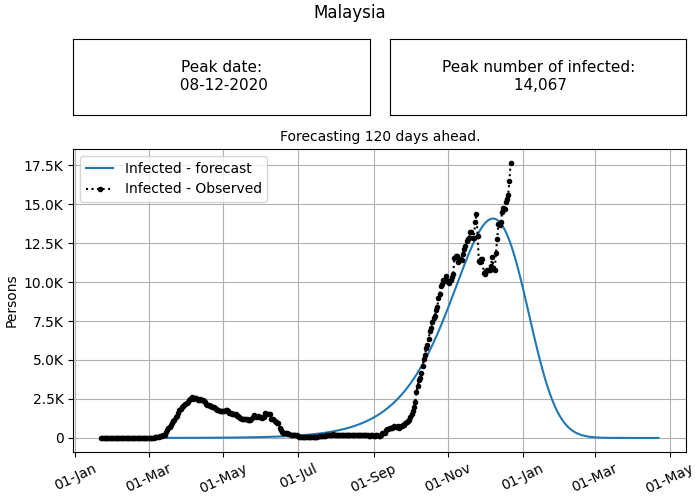 Malaysia
Peak date:
08-12-2020
Peak number of infected:
14,067
Forecasting 120 days ahead.
Infected - forecast
Infected - Observed
Persons
17.5K
15.0K
12.5K
10.0K
7.5K
5.0K
2.5K
0
01-Jan
01-Mar
01-May
01-Jul
01-Sep
01-Nov
01-Jan
01-Mar
01-May